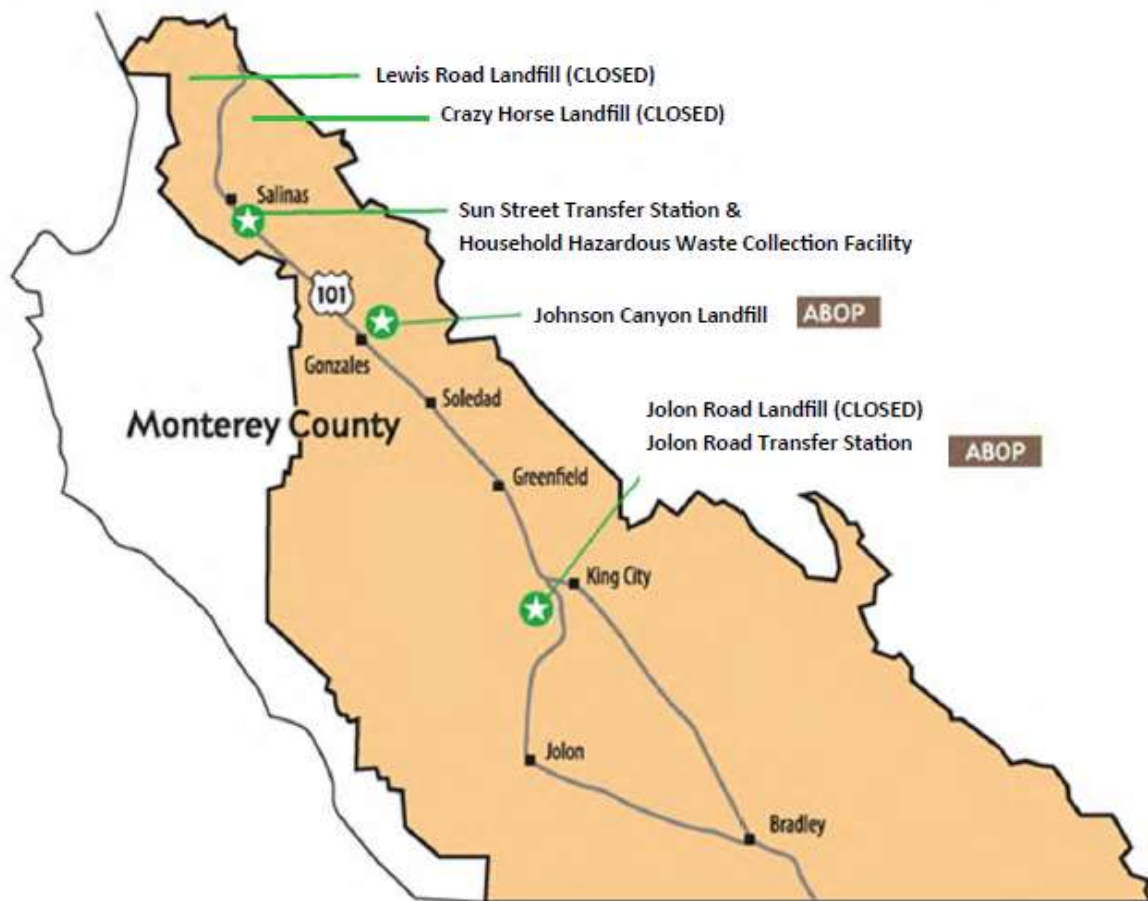 Lewis Road Landfill (CLOSED)
Crazy Horse Landfill (CLOSED)
Salinas
Sun Street Transfer Station &
Household Hazardous Waste Collection Facility
101
Johnson Canyon Landfill
ABOP
Gonzales
Soledad
Monterey County
Jolon Road Landfill (CLOSED)
Jolon Road Transfer Station
ABOP
Greenfield
King City
Jolon
Bradley